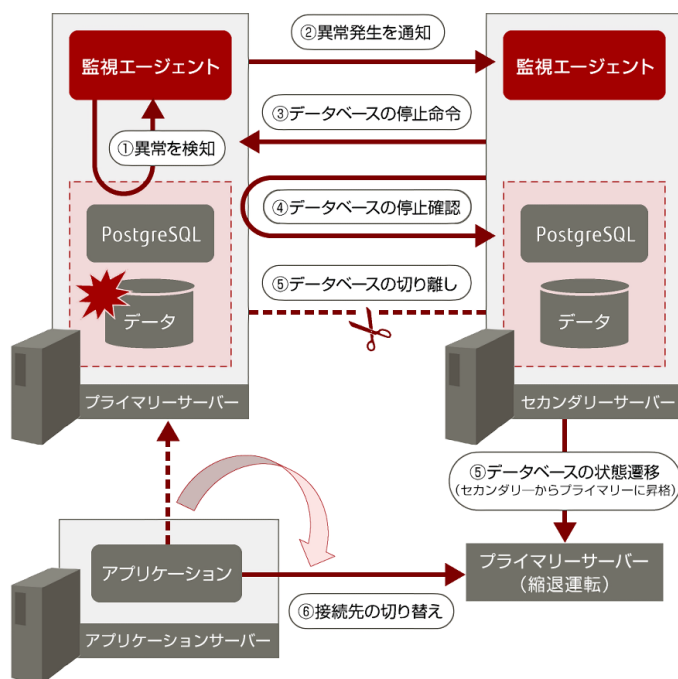 ②異常発生を通知
監視エージェント
監視エージェント
③データベースの停止命令
①異常を検知
④データベースの停止確認
PostgreSQL
PostgreSQL
⑤データベースの切り離し
データ
データ
プライマリーサーバー
セカンダリーサーバー
⑤データベースの状態遷移
(セカンダリーからプライマリーに昇格)
アプリケーション
プライマリーサーバー
(縮退運転)
⑥接続先の切り替え
アプリケーションサーバー